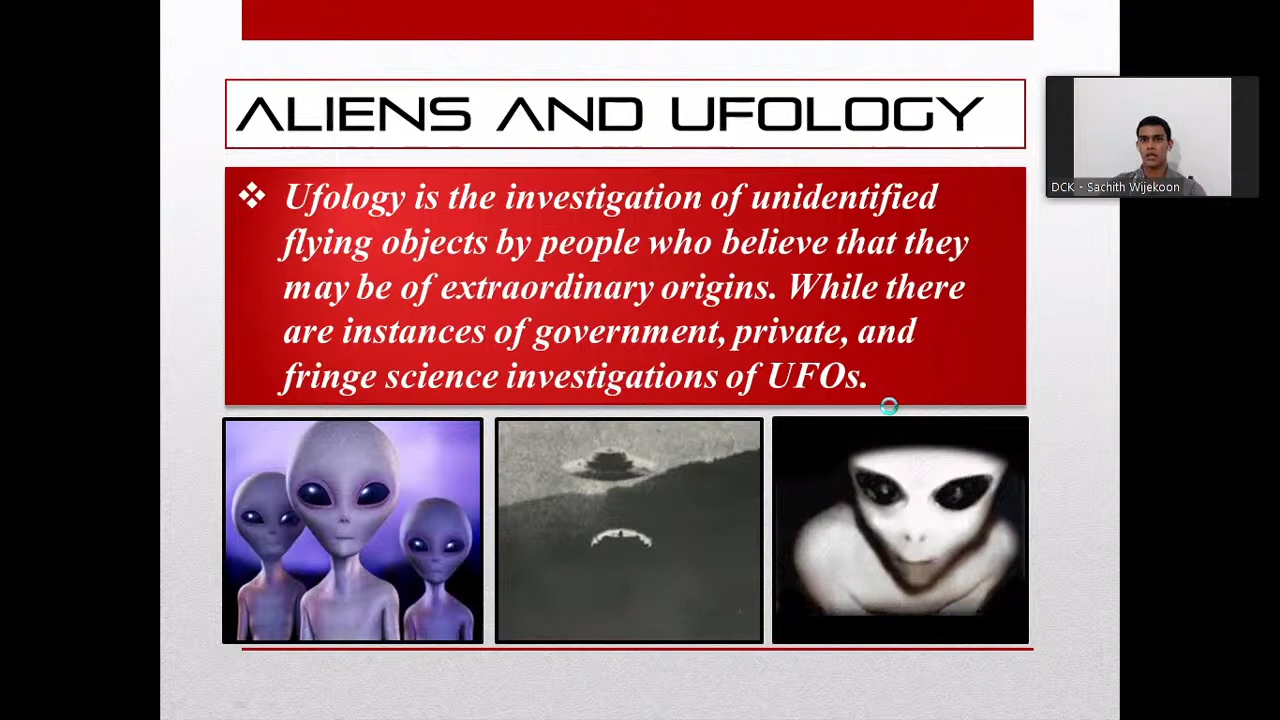 ALIENS AND UFOLOGY
❖ Ufology is the investigation of unidentified
flying objects by people who believe that they
may be of extraordinary origins. While there
are instances of government, private, and
fringe science investigations of UFOs.
DCK - Sachith Wijekoon